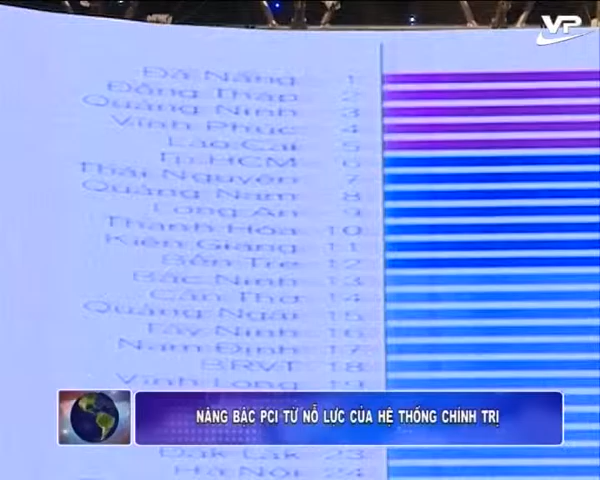 VP
Đà Nẵng 1
Đồng Tháp 2
Quảng Ninh 3
Vĩnh Phúc 4
Lào Cai 5
Tp.HCM 6
Thái Nguyên 7
Quảng Nam 8
Long An 9
Thanh Hóa 10
Kiên Giang 11
Bến Tre 12
Bắc Ninh 13
Cần Thơ 14
Quảng Ngãi 15
Tây Ninh 16
Nam Định 17
BRVT 18
Vĩnh Long 19
NÂNG BẬC PCI TỪ NỖ LỰC CỦA HỆ THỐNG CHÍNH TRỊ
Đăk Lăk 23
Hà Nội 24